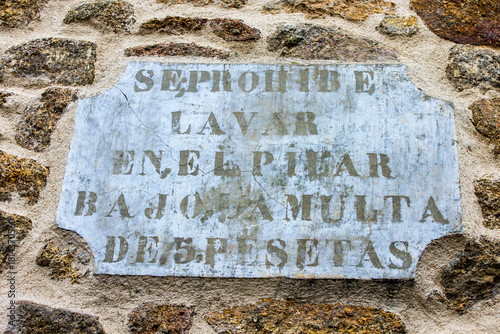 SE,PROHIBE
LAVAR
EN,EL PILAR
BAJO,LA MULTA
DE.5.PESETAS